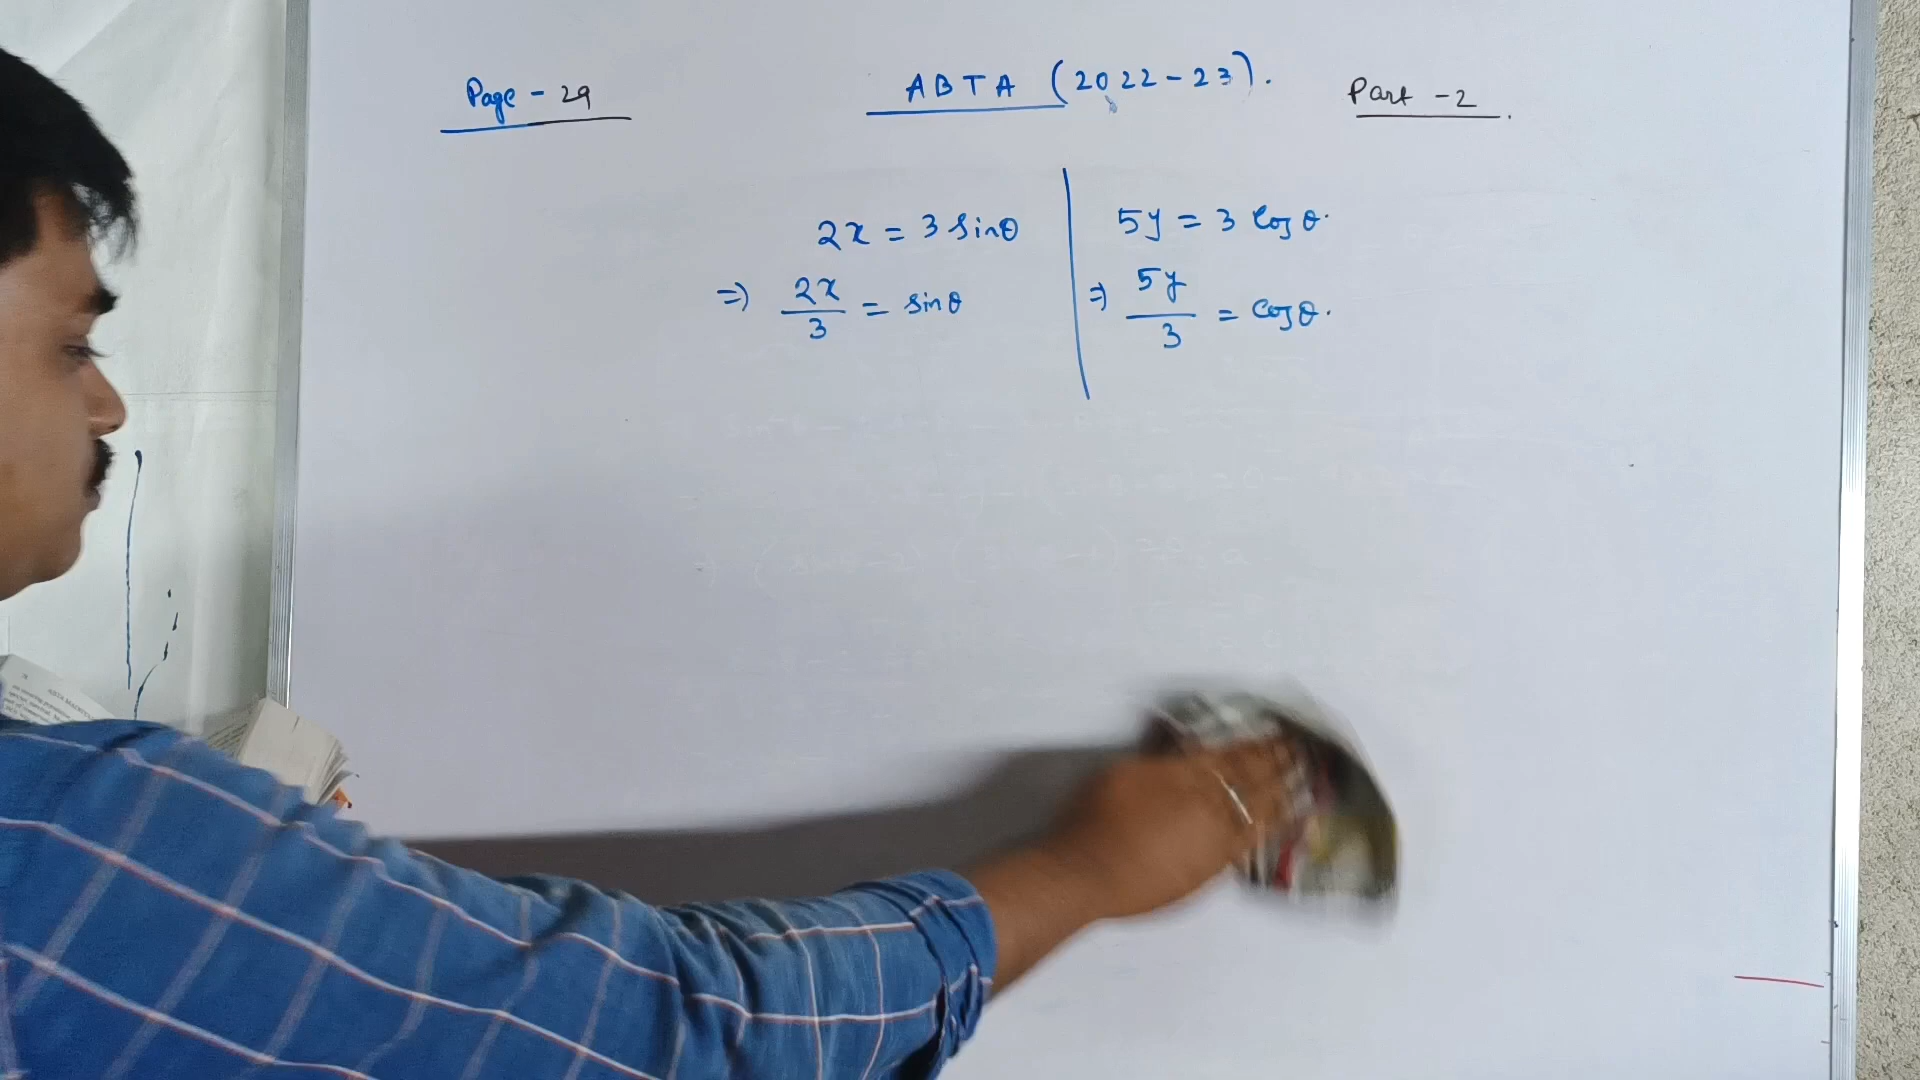 Page - 29
ABTA (2022-23).
Part -2
2x = 3 sinθ
=> 2x/3 = sinθ
5y = 3 cosθ.
=> 5y/3 = cosθ.